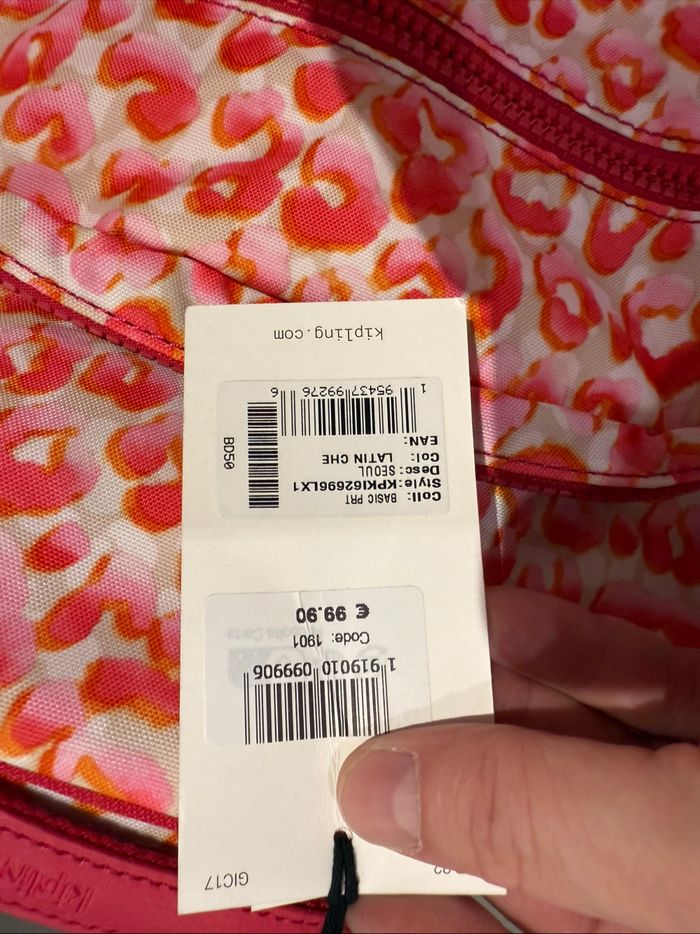 GIC17
1 919010 099906
Code: 1901
€ 99.90
Coll: BASIC PRT
Style:KPKI62696LX1
Desc: SEOUL
Col: LATIN CHE
EAN:
1 95437 99276 6
BD50
kipling.com
kipling